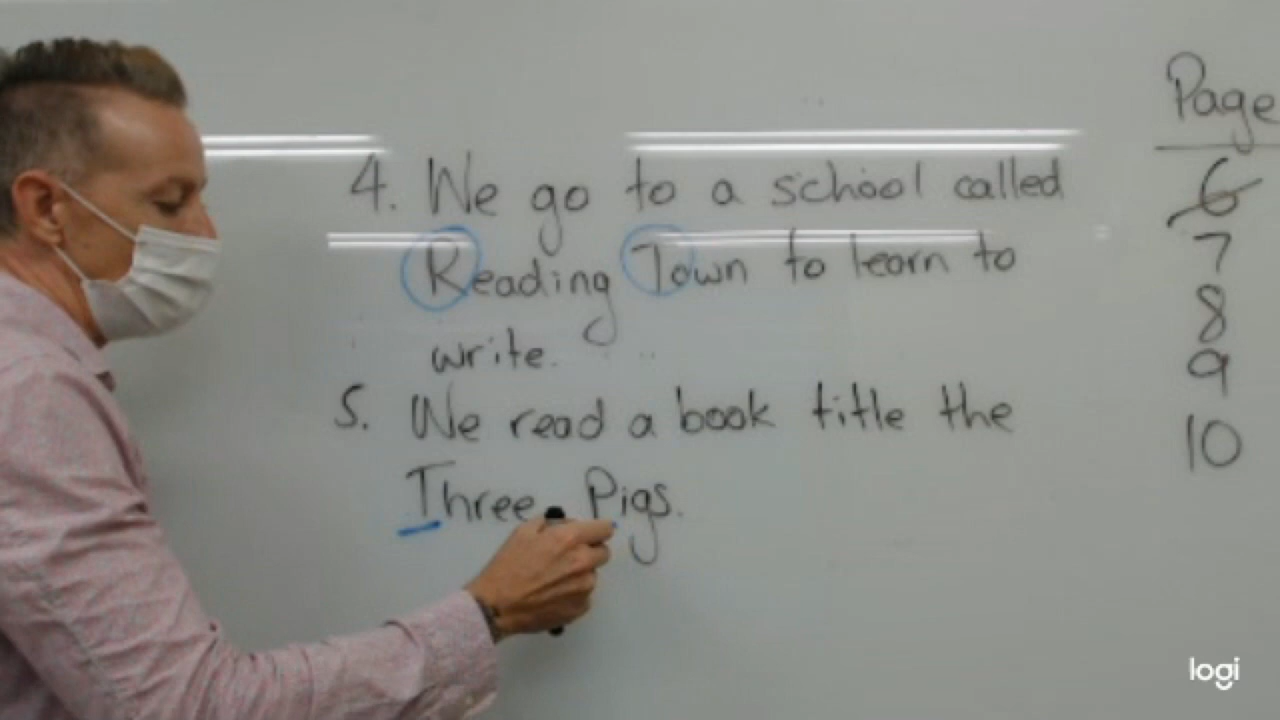 4. We go to a school called
Reading Town to learn to
write.
5. We read a book title the
Three Pigs.
Page
6
7
8
9
10
logi